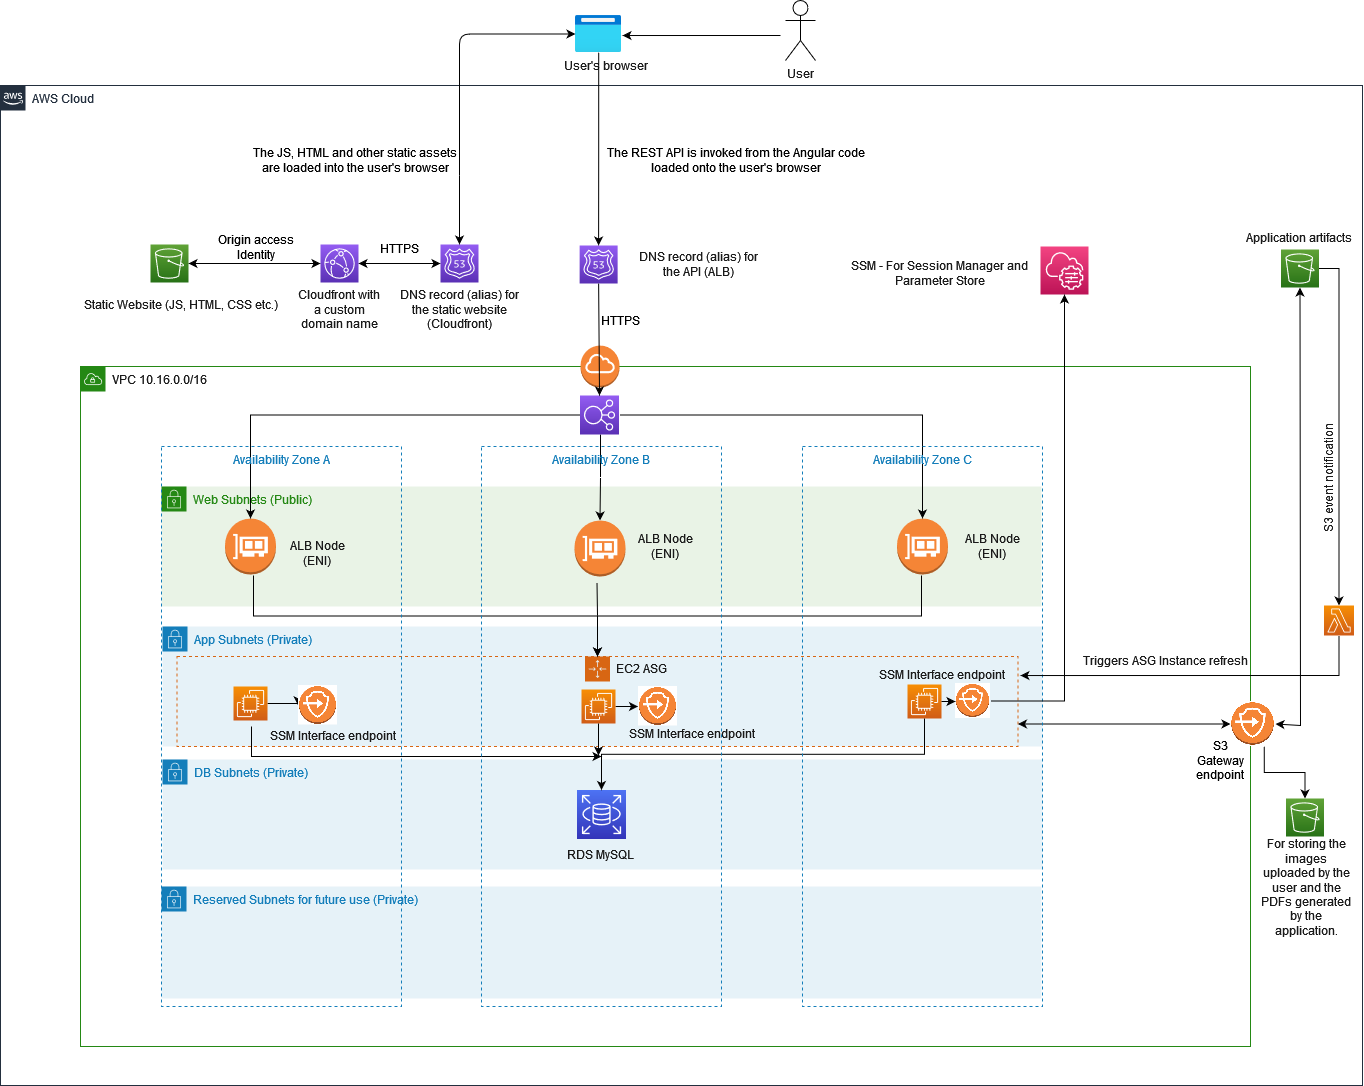 User's browser
User
aws
AWS Cloud
The JS, HTML and other static assets
are loaded into the user's browser
The REST API is invoked from the Angular code
loaded onto the user's browser
Origin access
Identity
HTTPS
53
53
DNS record (alias) for
the API (ALB)
SSM - For Session Manager and
Parameter Store
Application artifacts
Static Website (JS, HTML, CSS etc.)
Cloudfront with
a custom
domain name
DNS record (alias) for
the static website
(Cloudfront)
HTTPS
VPC 10.16.0.0/16
Availability Zone A
Availability Zone B
Availability Zone C
S3 event notification
Web Subnets (Public)
ALB Node
(ENI)
ALB Node
(ENI)
ALB Node
(ENI)
App Subnets (Private)
EC2 ASG
Triggers ASG Instance refresh
SSM Interface endpoint
SSM Interface endpoint
SSM Interface endpoint
S3
Gateway
endpoint
DB Subnets (Private)
RDS MySQL
For storing the
images
uploaded by the
user and the
PDFs generated
by the
application.
Reserved Subnets for future use (Private)